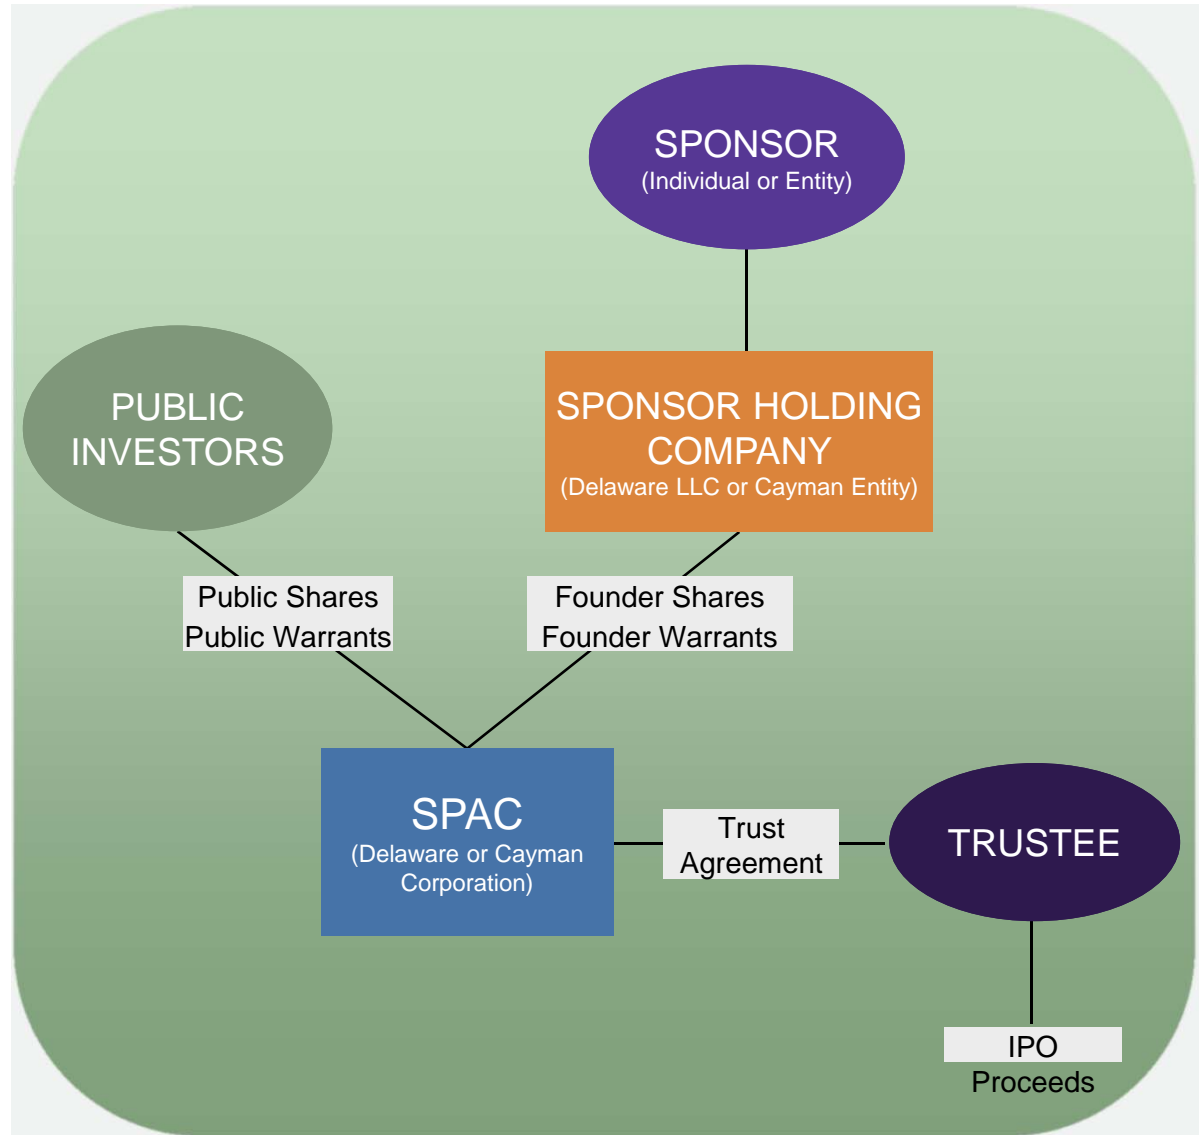 SPONSOR
(Individual or Entity)
PUBLIC
INVESTORS
SPONSOR HOLDING
COMPANY
(Delaware LLC or Cayman Entity)
Public Shares
Public Warrants
Founder Shares
Founder Warrants
SPAC
(Delaware or Cayman
Corporation)
Trust
Agreement
TRUSTEE
IPO
Proceeds